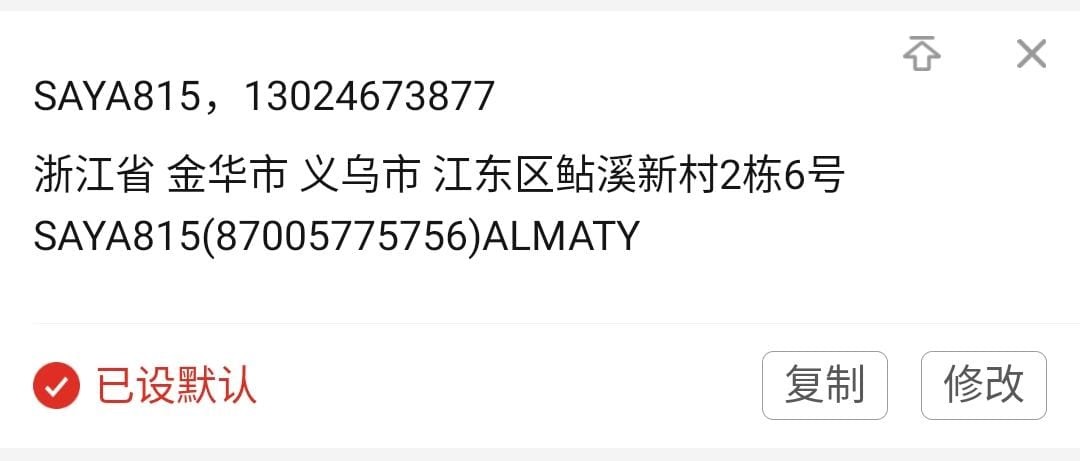 SAYA815，13024673877
浙江省 金华市 义乌市 江东区鲇溪新村2栋6号
SAYA815(87005775756)ALMATY
已设默认
复制
修改